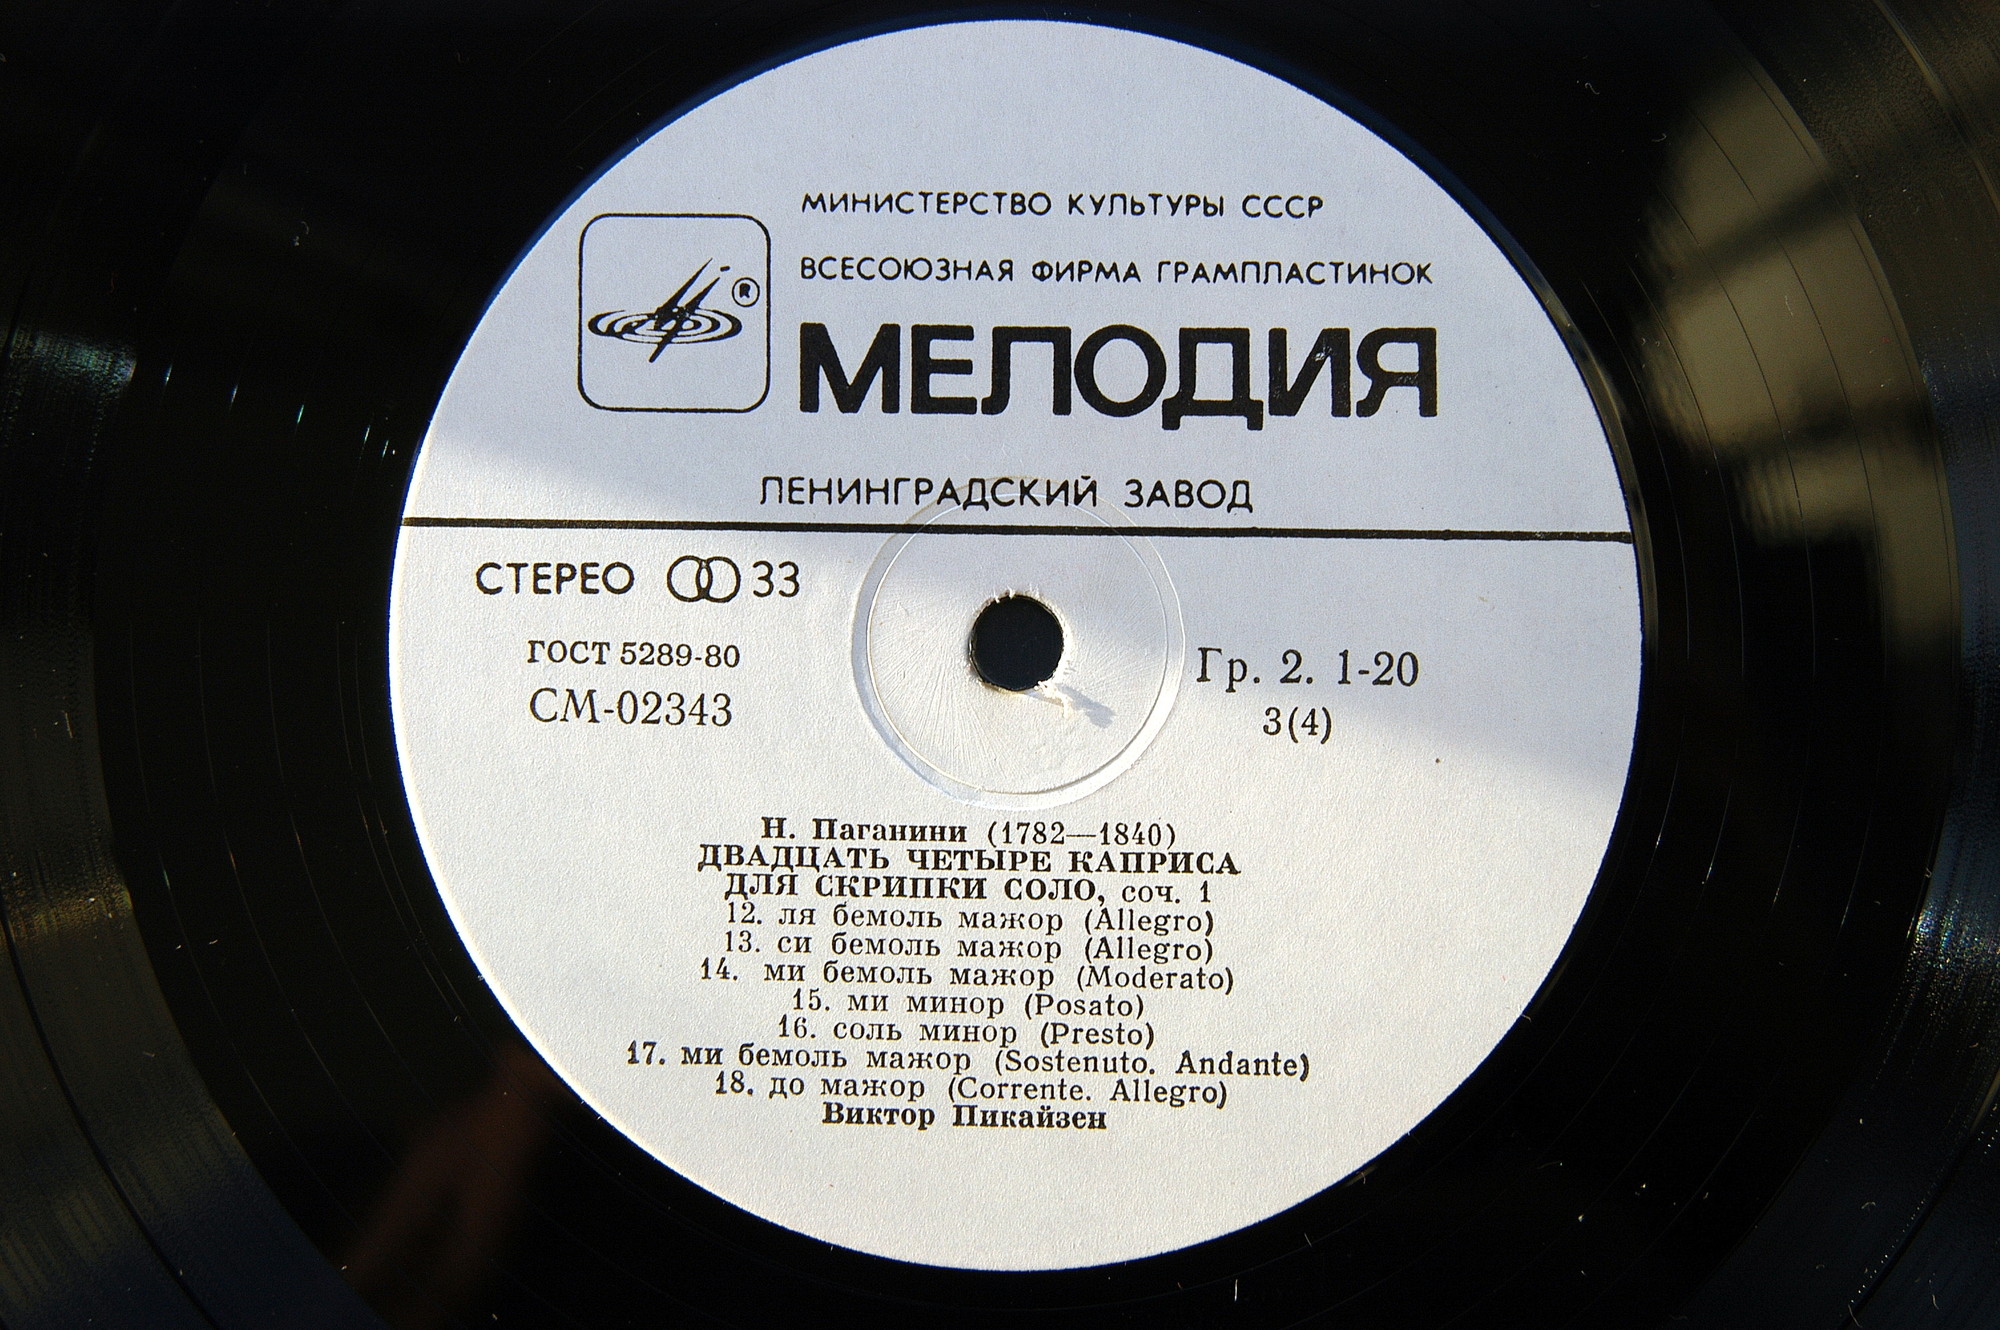 МИНИСТЕРСТВО КУЛЬТУРЫ СССР
ВСЕСОЮЗНАЯ ФИРМА ГРАМПЛАСТИНОК
®
МЕЛОДИЯ
ЛЕНИНГРАДСКИЙ ЗАВОД
СТЕРЕО 33
ГОСТ 5289-80
СМ-02343
Гр. 2. 1-20
3(4)
Н. Паганини (1782—1840)
ДВАДЦАТЬ ЧЕТЫРЕ КАПРИСА
ДЛЯ СКРИПКИ СОЛО, соч. 1
12. ля бемоль мажор (Allegro)
13. си бемоль мажор (Allegro)
14. ми бемоль мажор (Moderato)
15. ми минор (Posato)
16. соль минор (Presto)
17. ми бемоль мажор (Sostenuto. Andante)
18. до мажор (Corrente. Allegro)
Виктор Пикайзен